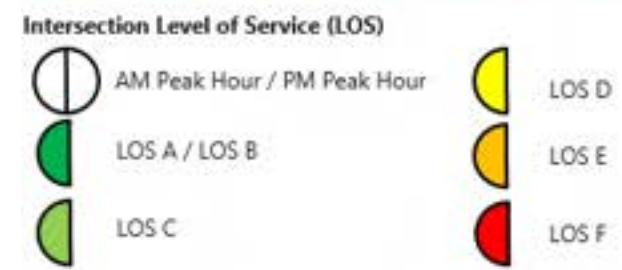 Intersection Level of Service (LOS)
AM Peak Hour / PM Peak Hour
LOS A / LOS B
LOS C
LOS D
LOS E
LOS F